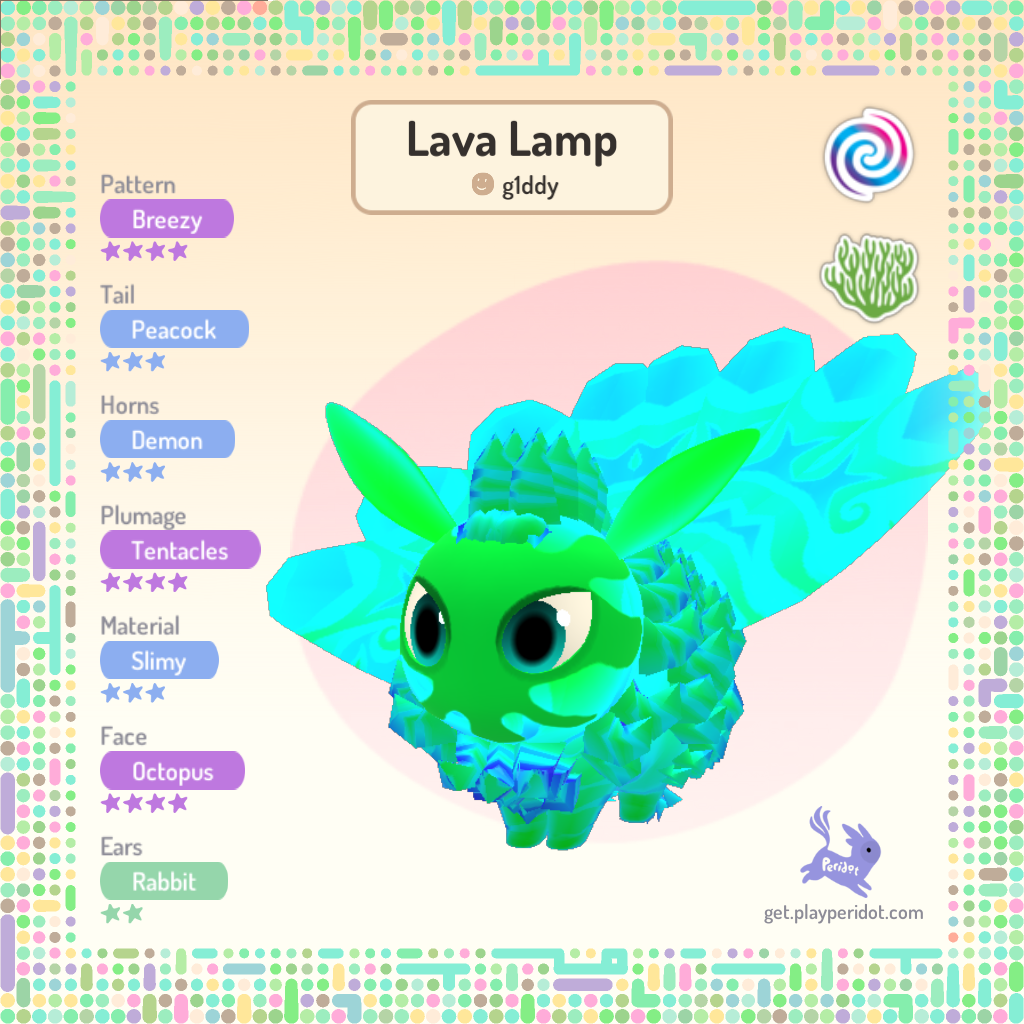 Lava Lamp
g1ddy
Pattern
Breezy
Tail
Peacock
Horns
Demon
Plumage
Tentacles
Material
Slimy
Face
Octopus
Ears
Rabbit
Peridot
get.playperidot.com